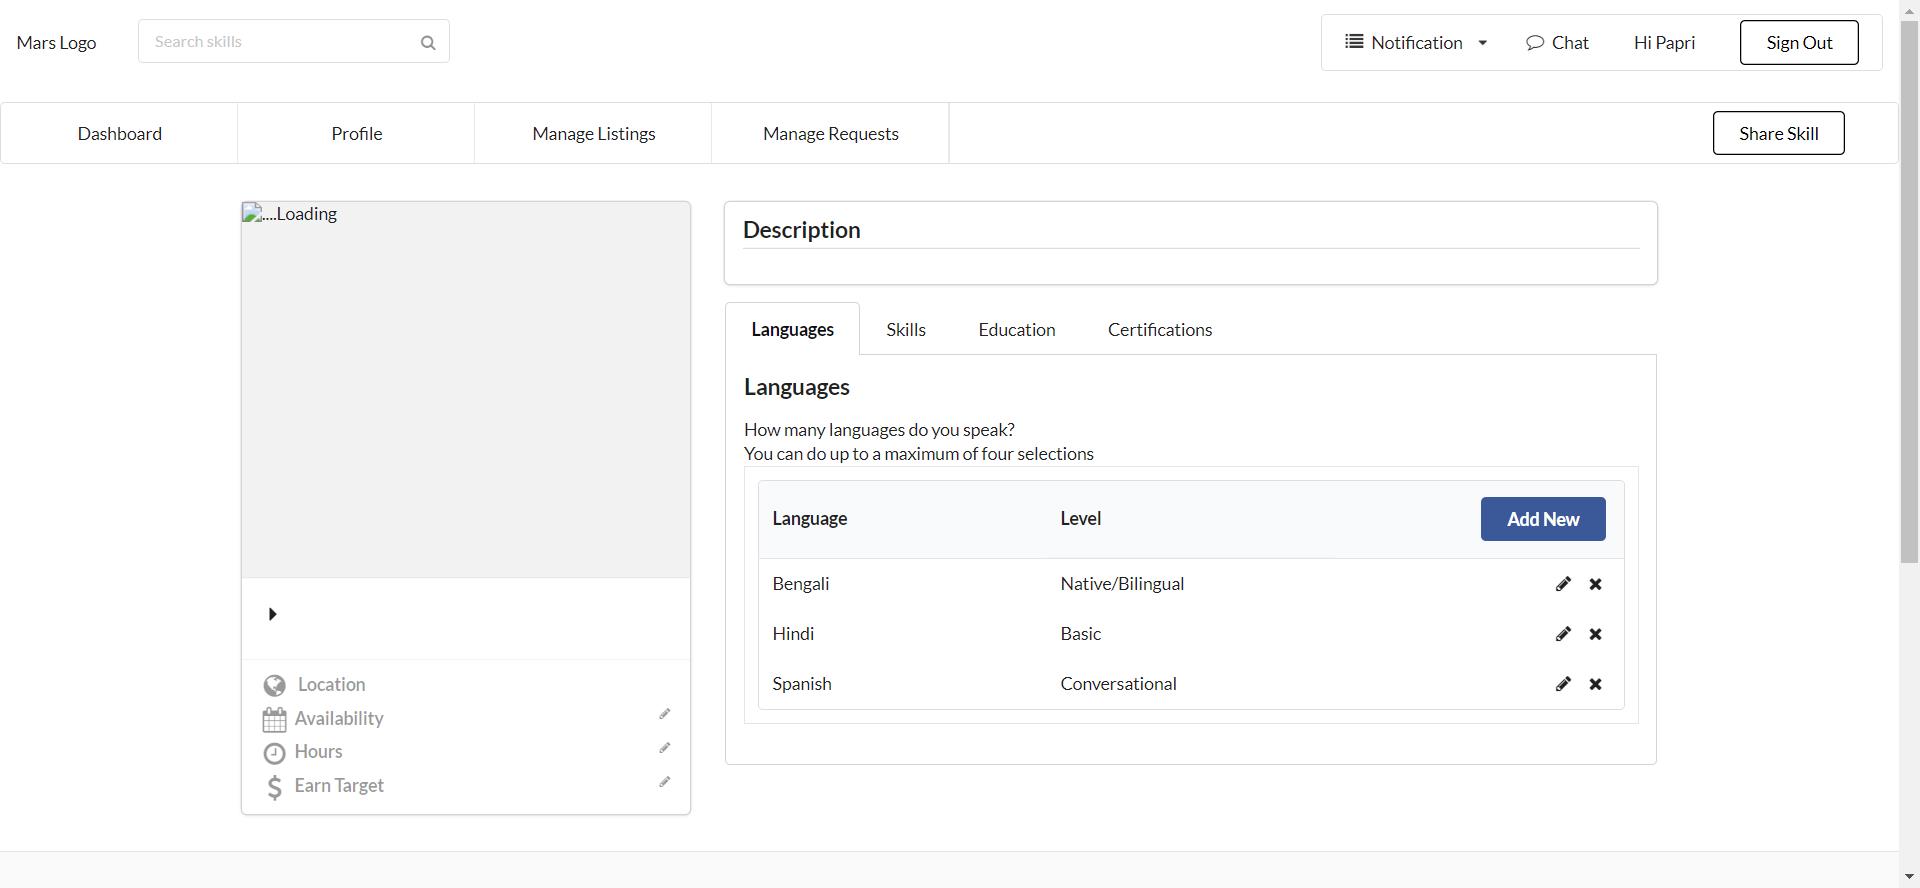 Mars Logo
Search skills
Notification
Chat
Hi Papri
Sign Out
Dashboard
Profile
Manage Listings
Manage Requests
Share Skill
....Loading
Location
Availability
Hours
Earn Target
Description
Languages
Skills
Education
Certifications
Languages
How many languages do you speak?
You can do up to a maximum of four selections
Language Level Add New
Bengali Native/Bilingual
Hindi Basic
Spanish Conversational